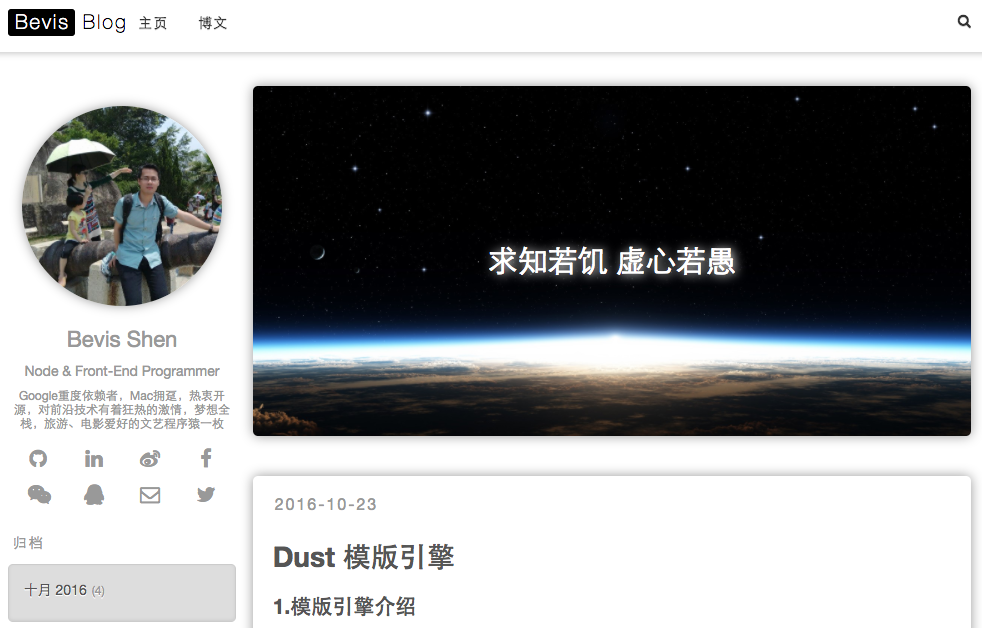 Bevis Blog 主页 博文
求知若饥 虚心若愚
Bevis Shen
Node & Front-End Programmer
Google重度依赖者，Mac拥趸，热衷开
源，对前沿技术有着狂热的激情，梦想全
栈，旅游、电影爱好的文艺程序猿一枚
归档
十月 2016 (4)
2016-10-23
Dust 模版引擎
1.模版引擎介绍